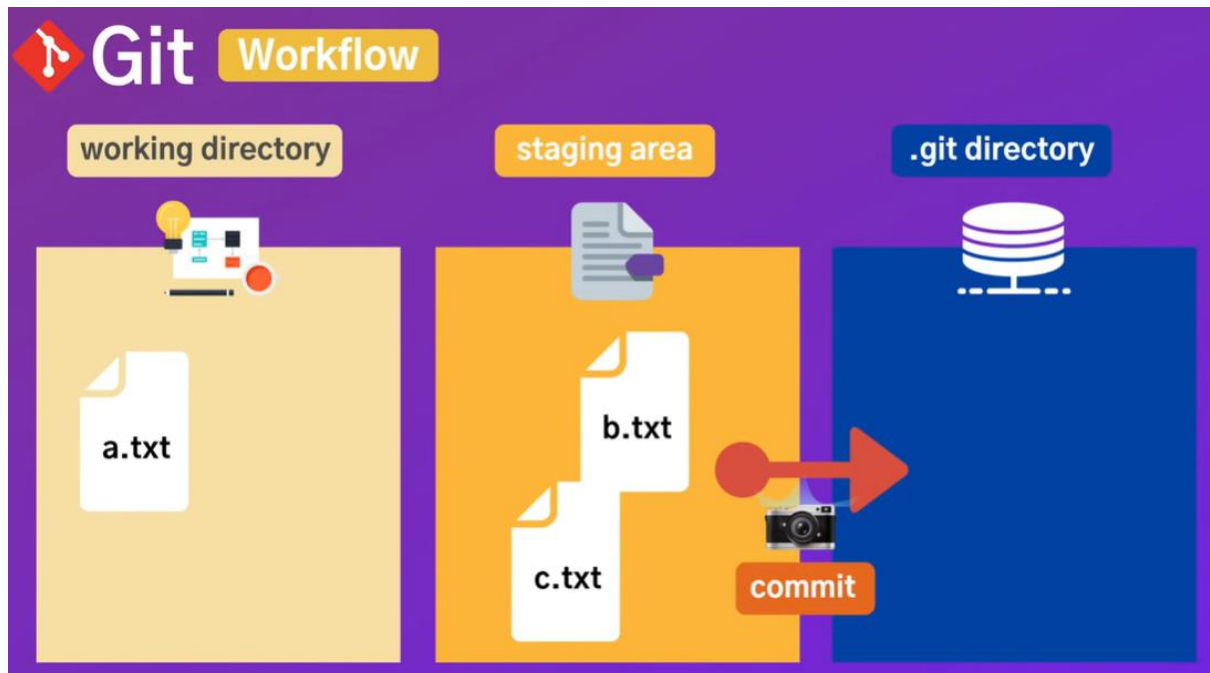 Git Workflow
working directory
staging area
.git directory
a.txt
b.txt
c.txt
commit